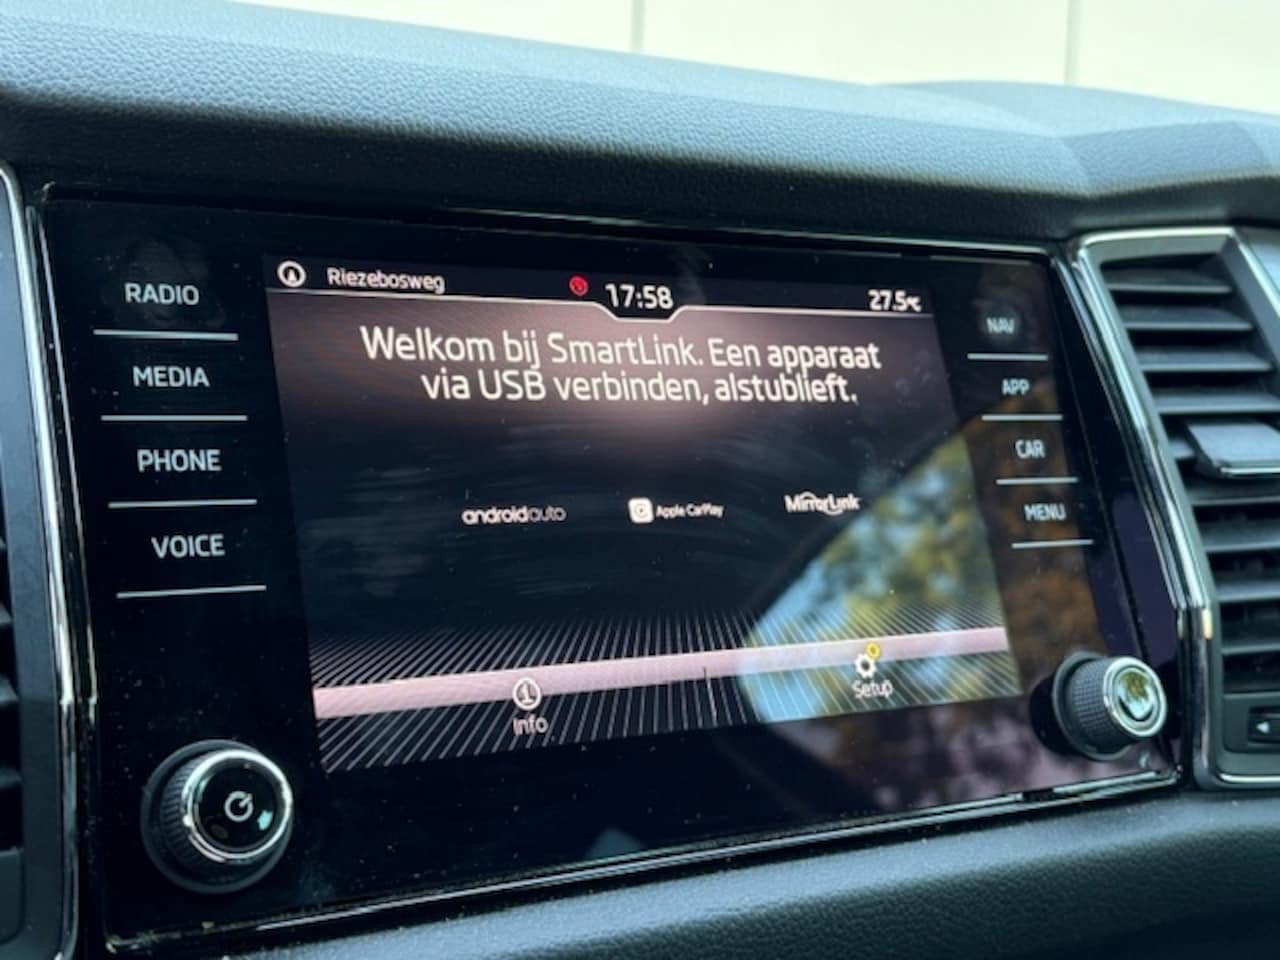 Riezebosweg
17:58
27.5°C
Welkom bij SmartLink. Een apparaat
via USB verbinden, alstublieft.
androidauto
Apple CarPlay
MirrorLink
Info
Setup
RADIO
MEDIA
PHONE
VOICE
NAV
APP
CAR
MENU